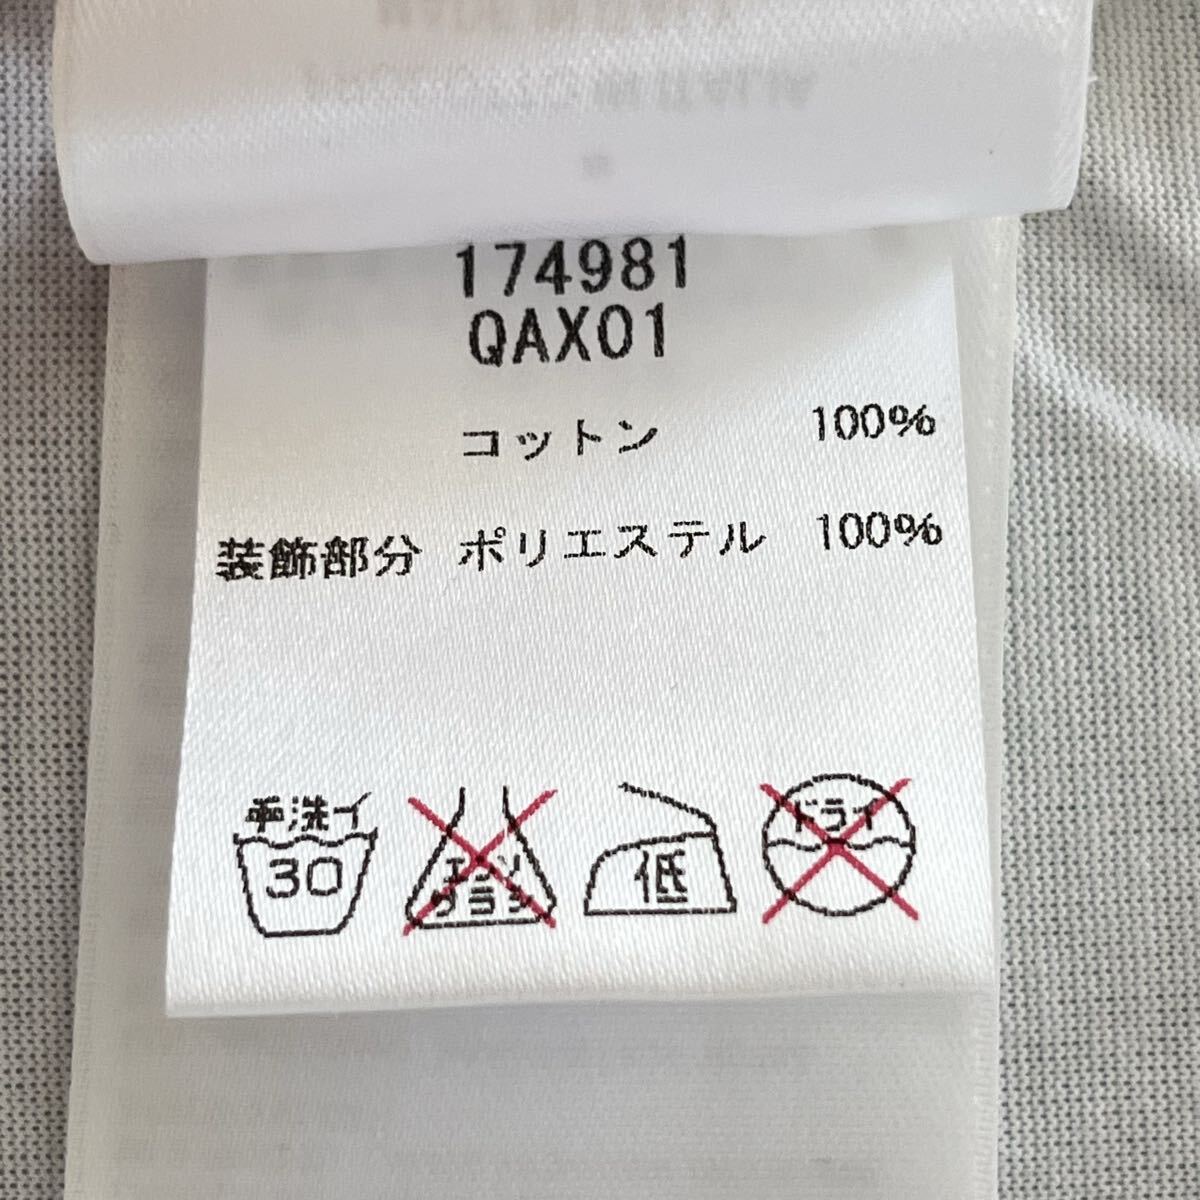 174981
QAX01
コットン 100%
装飾部分 ポリエステル 100%
手洗イ
30
エンソ
サラシ
低
ドライ